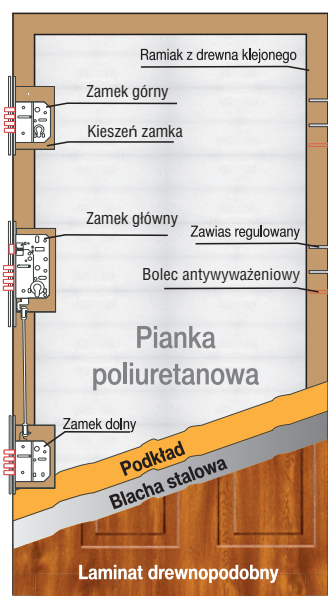 Ramiak z drewna klejonego
Zamek górny
Kieszeń zamka
Zamek główny
Zawias regulowany
Bolec antywyważeniowy
Pianka
poliuretanowa
Zamek dolny
Podkład
Blacha stalowa
Laminat drewnopodobny